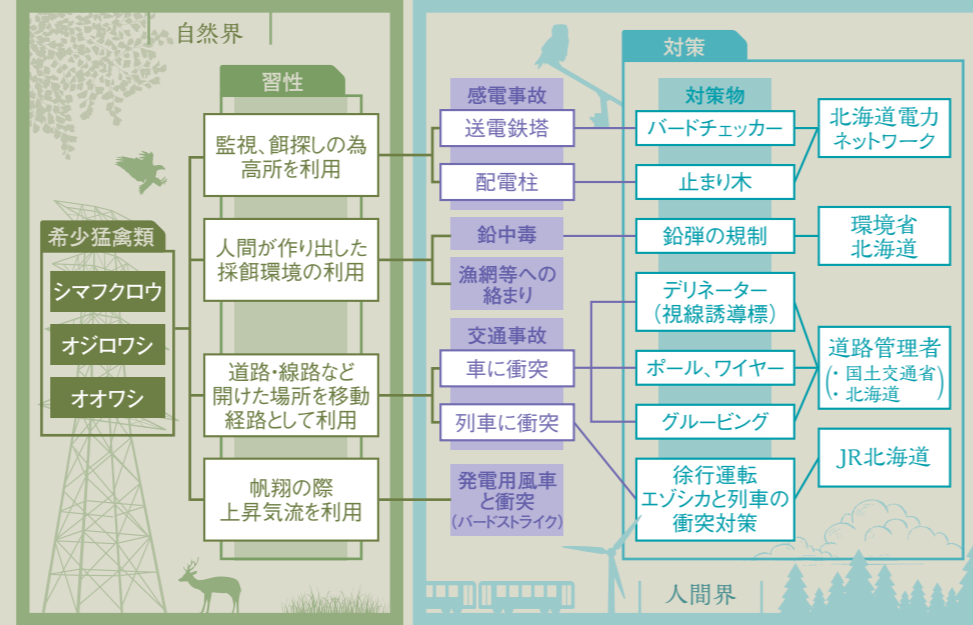 自然界
習性
監視、餌探しの為
高所を利用
人間が作り出した
採餌環境の利用
道路・線路など
開けた場所を移動
経路として利用
帆翔の際
上昇気流を利用
希少猛禽類
シマフクロウ
オジロワシ
オオワシ
感電事故
送電鉄塔
配電柱
鉛中毒
漁網等への
絡まり
交通事故
車に衝突
列車に衝突
発電用風車
と衝突
(バードストライク)
対策
対策物
バードチェッカー
止まり木
鉛弾の規制
デリネーター
(視線誘導標)
ポール、ワイヤー
グルービング
徐行運転
エゾシカと列車の
衝突対策
北海道電力
ネットワーク
環境省
北海道
道路管理者
(・国土交通省
・北海道)
JR北海道
人間界